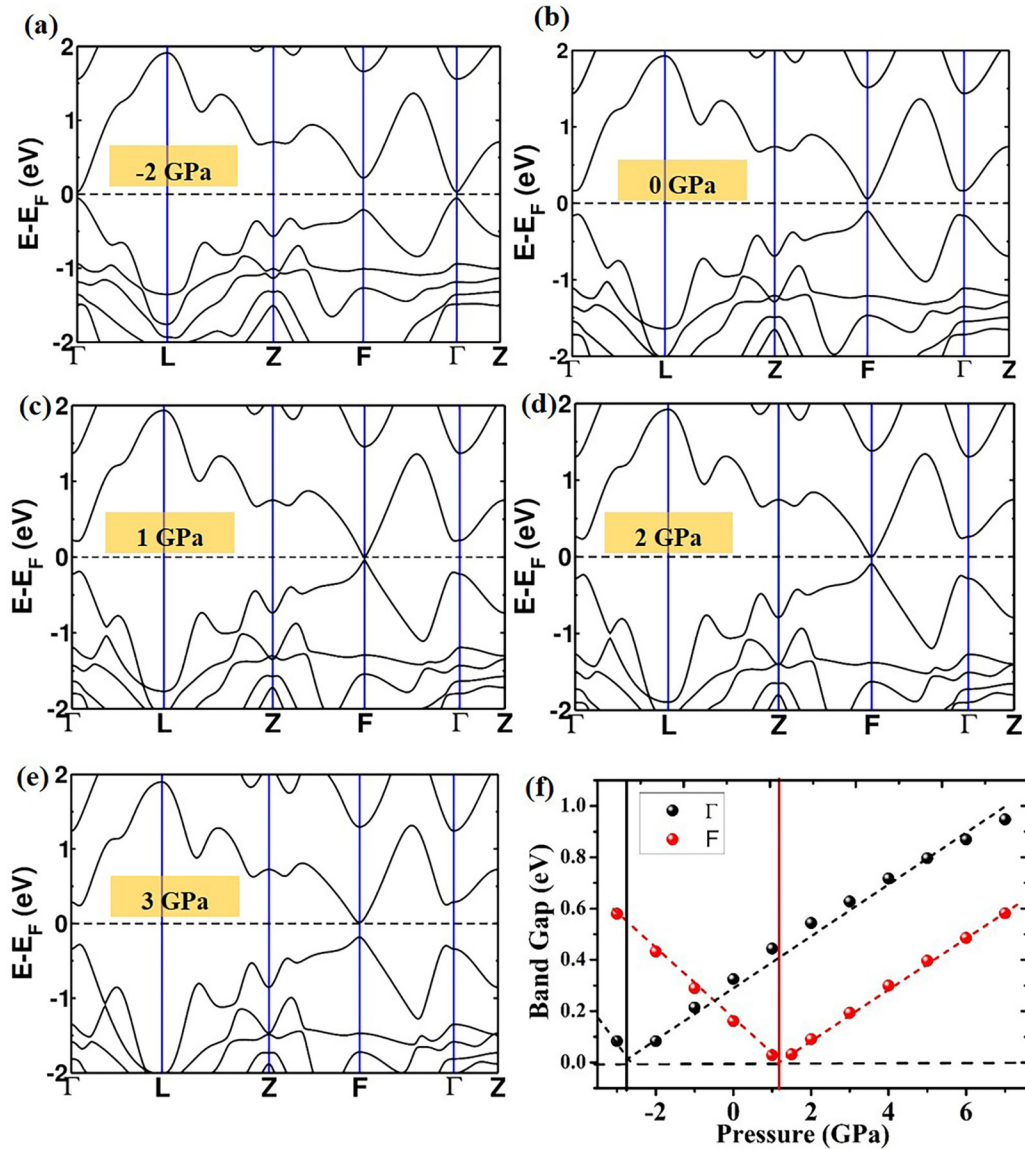 (a)
2
1
0
-1
-2
E-E_F (eV)
-2 GPa
Γ L Z F Γ Z
(b)
2
1
0
-1
-2
E-E_F (eV)
0 GPa
Γ L Z F Γ Z
(c)
2
1
0
-1
-2
E-E_F (eV)
1 GPa
Γ L Z F Γ Z
(d)
2
1
0
-1
-2
E-E_F (eV)
2 GPa
Γ L Z F Γ Z
(e)
2
1
0
-1
-2
E-E_F (eV)
3 GPa
Γ L Z F Γ Z
(f)
Γ
F
1.0
0.8
0.6
0.4
0.2
0.0
Band Gap (eV)
-2 0 2 4 6
Pressure (GPa)